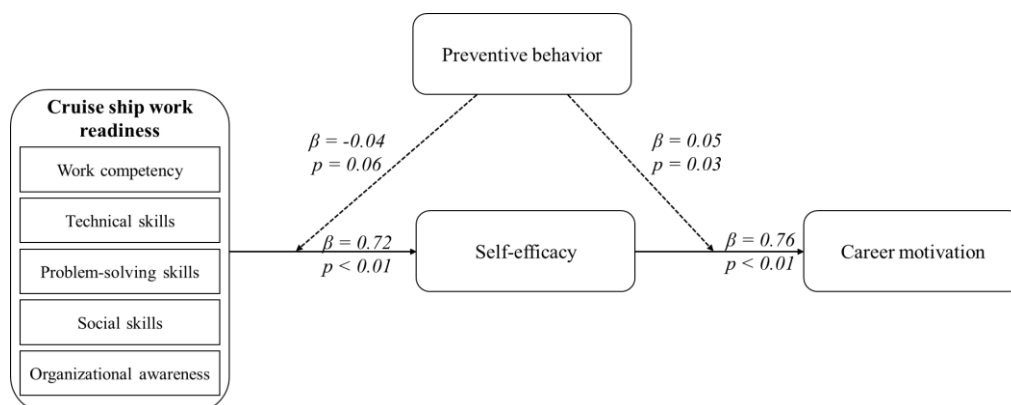 Preventive behavior
Cruise ship work
readiness
Work competency
Technical skills
Problem-solving skills
Social skills
Organizational awareness
β = -0.04
p = 0.06
β = 0.05
p = 0.03
β = 0.72
p < 0.01
Self-efficacy
β = 0.76
p < 0.01
Career motivation